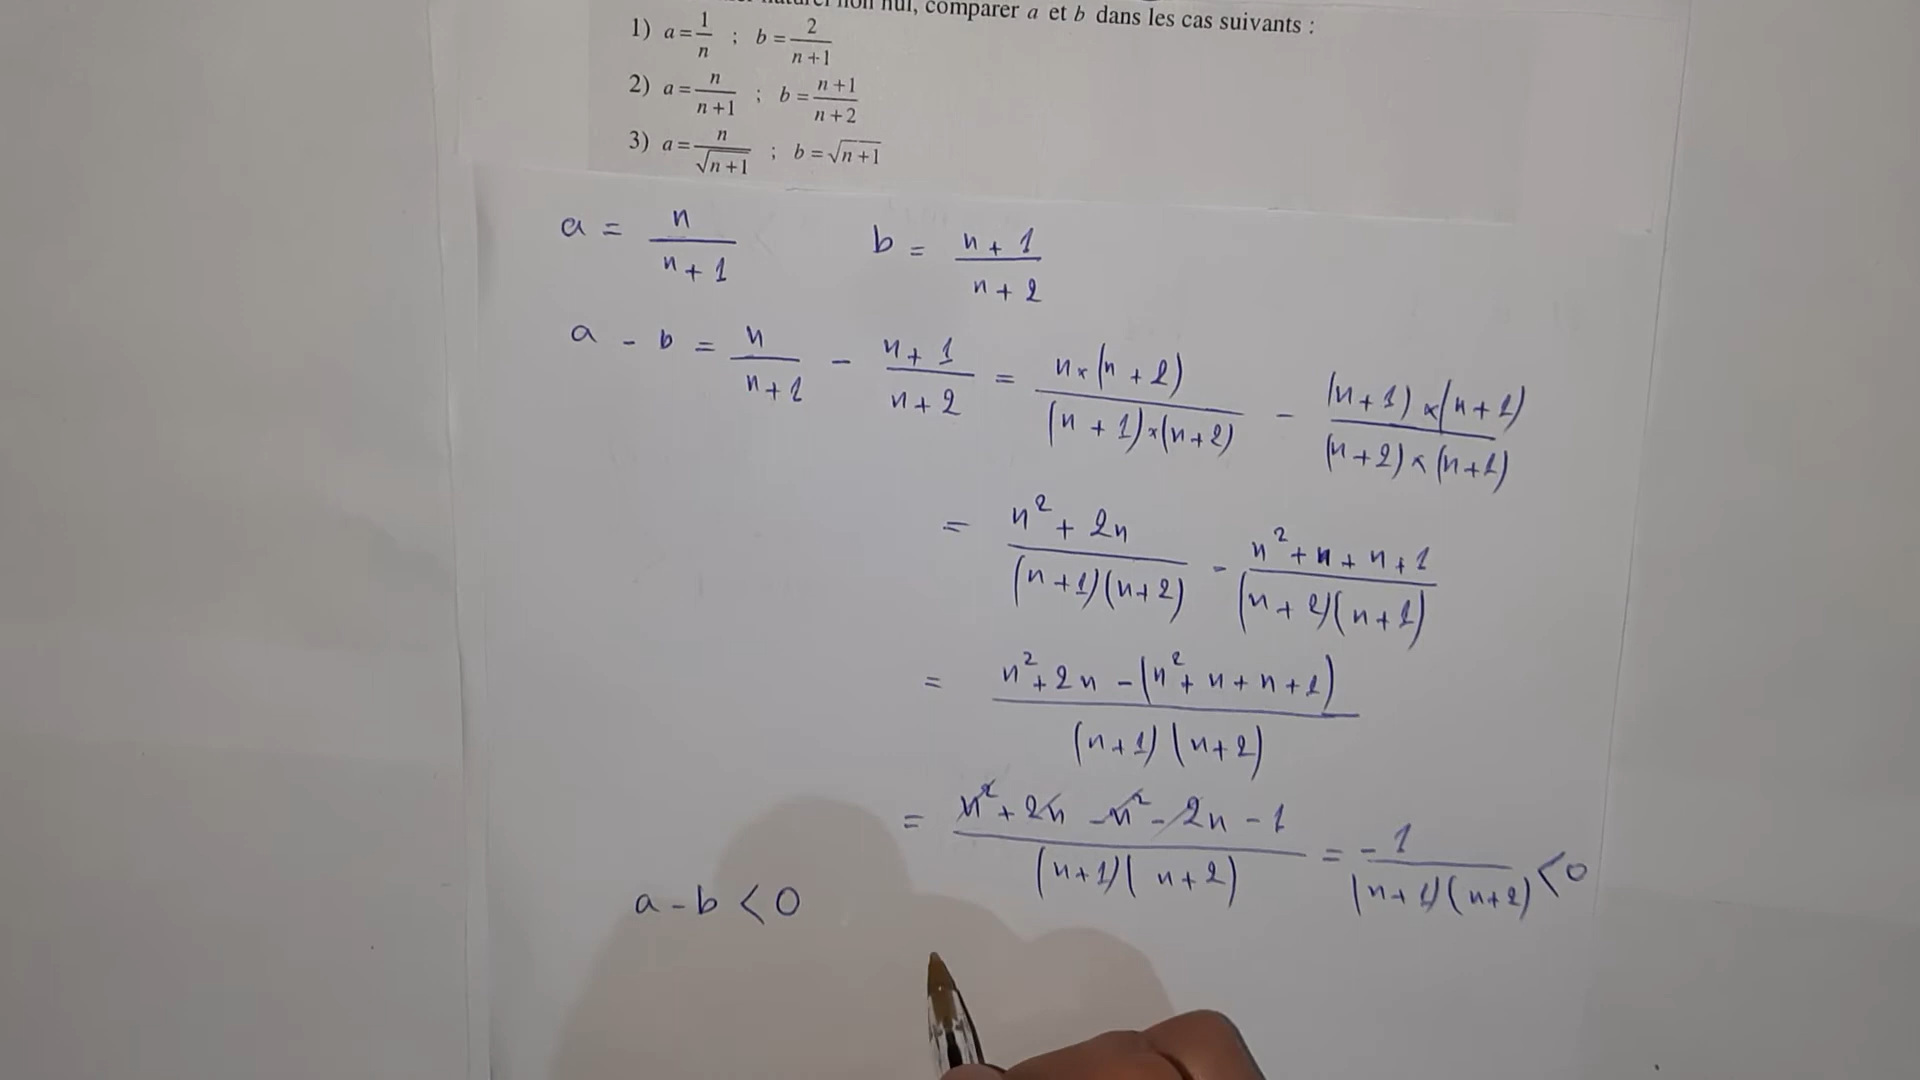 naturel non nul, comparer a et b dans les cas suivants :
1) a = 1/n ; b = 2/(n+1)
2) a = n/(n+1) ; b = (n+1)/(n+2)
3) a = n/√(n+1) ; b = √(n+1)
a = n/(n+1) b = (n+1)/(n+2)
a - b = n/(n+1) - (n+1)/(n+2) = (n×(n+2))/((n+1)×(n+2)) - ((n+1)×(n+1))/((n+2)×(n+1))
= (n²+2n)/((n+1)(n+2)) - (n²+n+n+1)/((n+2)(n+1))
= (n²+2n-(n²+n+n+1))/((n+1)(n+2))
= (n²+2n-n²-2n-1)/((n+1)(n+2)) = -1/((n+1)(n+2)) <0
a-b <0